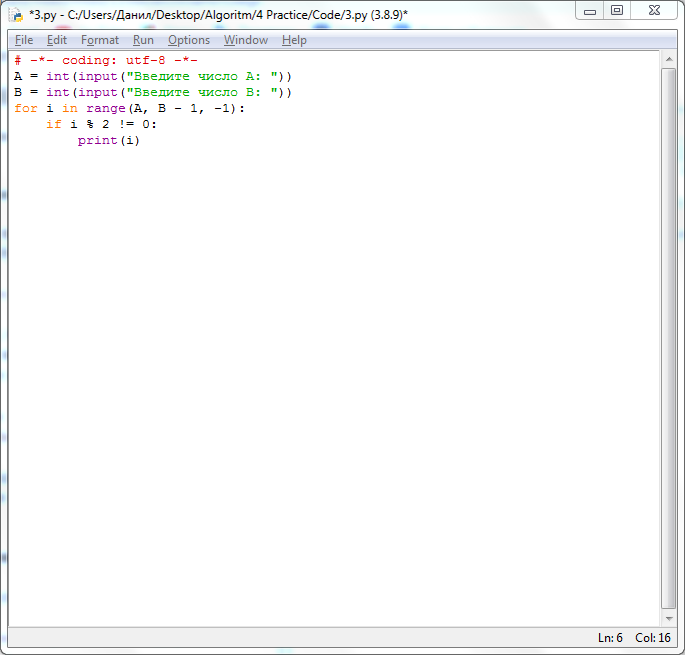 *3.py - C:/Users/Данил/Desktop/Algoritm/4 Practice/Code/3.py (3.8.9)*
File Edit Format Run Options Window Help
# -*- coding: utf-8 -*-
A = int(input("Введите число A: "))
B = int(input("Введите число B: "))
for i in range(A, B - 1, -1):
    if i % 2 != 0:
        print(i)
Ln: 6 Col: 16